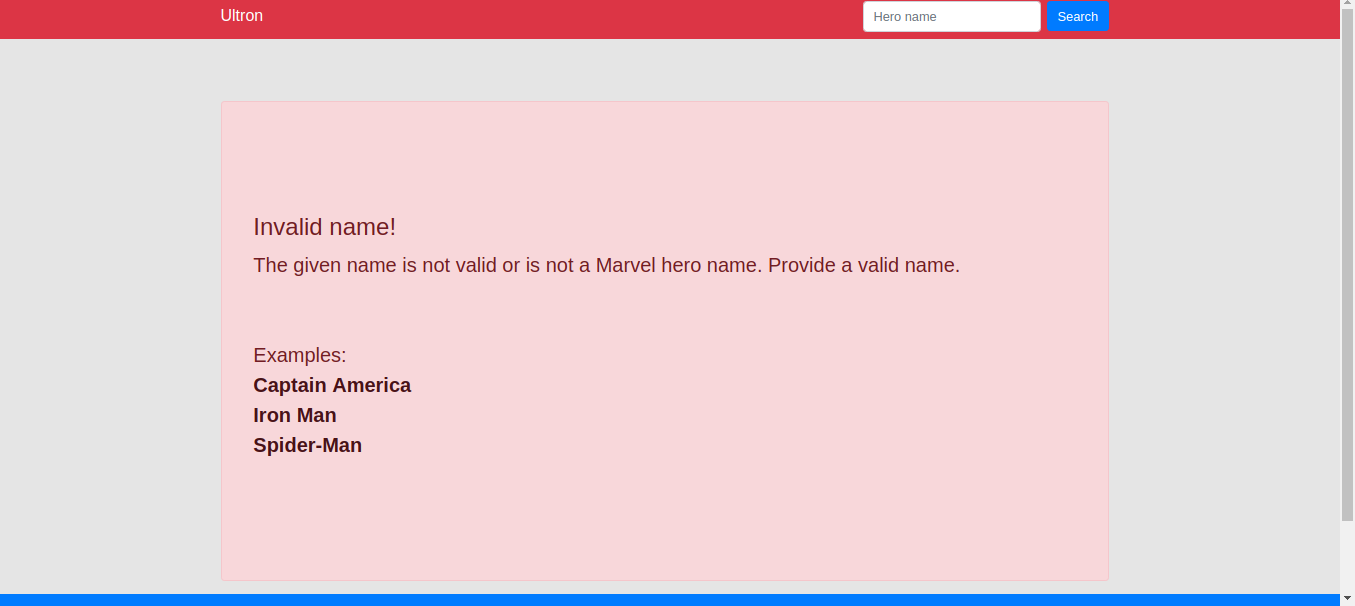 Ultron
Hero name
Search
Invalid name!
The given name is not valid or is not a Marvel hero name. Provide a valid name.
Examples:
Captain America
Iron Man
Spider-Man